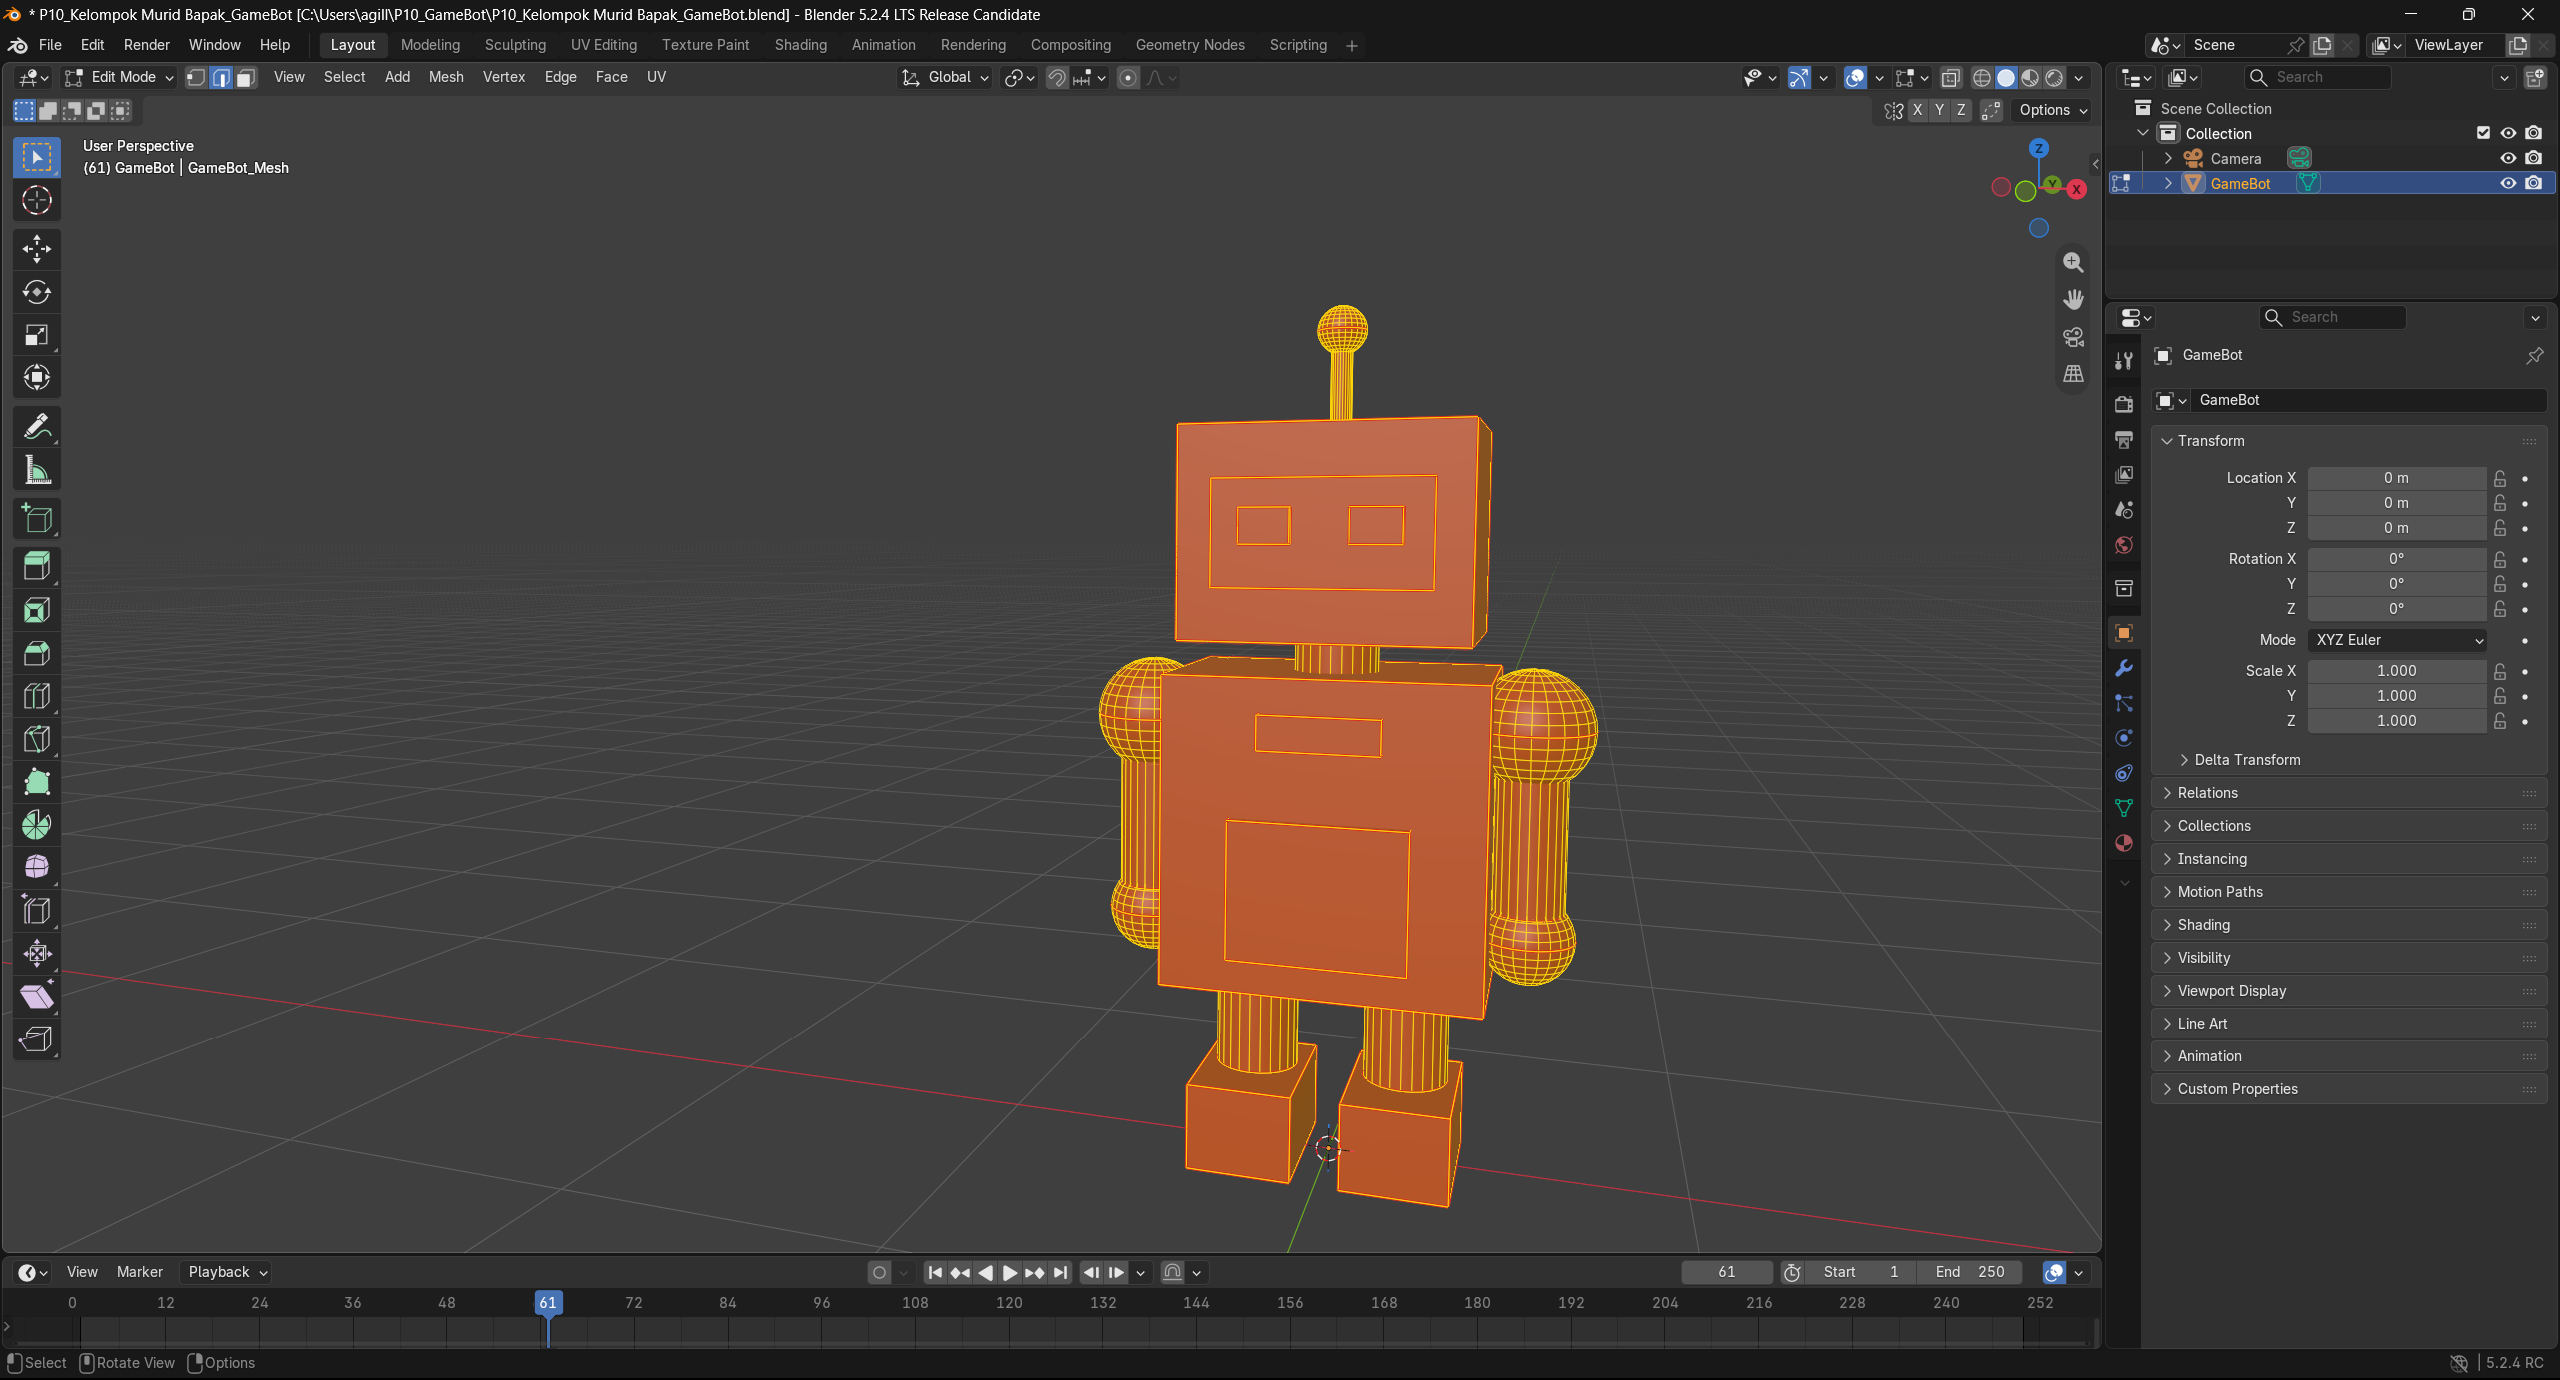 * P10_Kelompok Murid Bapak_GameBot [C:\Users\agill\P10_GameBot\P10_Kelompok Murid Bapak_GameBot.blend] - Blender 5.2.4 LTS Release Candidate
File Edit Render Window Help Layout Modeling Sculpting UV Editing Texture Paint Shading Animation Rendering Compositing Geometry Nodes Scripting + Scene ViewLayer
Edit Mode View Select Add Mesh Vertex Edge Face UV Global Search
X Y Z Options
Scene Collection
Collection
Camera
GameBot
User Perspective
(61) GameBot | GameBot_Mesh
Z
Y
X
Search
GameBot
GameBot
Transform
Location X 0 m
Y 0 m
Z 0 m
Rotation X 0°
Y 0°
Z 0°
Mode XYZ Euler
Scale X 1.000
Y 1.000
Z 1.000
Delta Transform
Relations
Collections
Instancing
Motion Paths
Shading
Visibility
Viewport Display
Line Art
Animation
Custom Properties
View Marker Playback 61 Start 1 End 250
0 12 24 36 48 61 72 84 96 108 120 132 144 156 168 180 192 204 216 228 240 252
Select Rotate View Options 5.2.4 RC